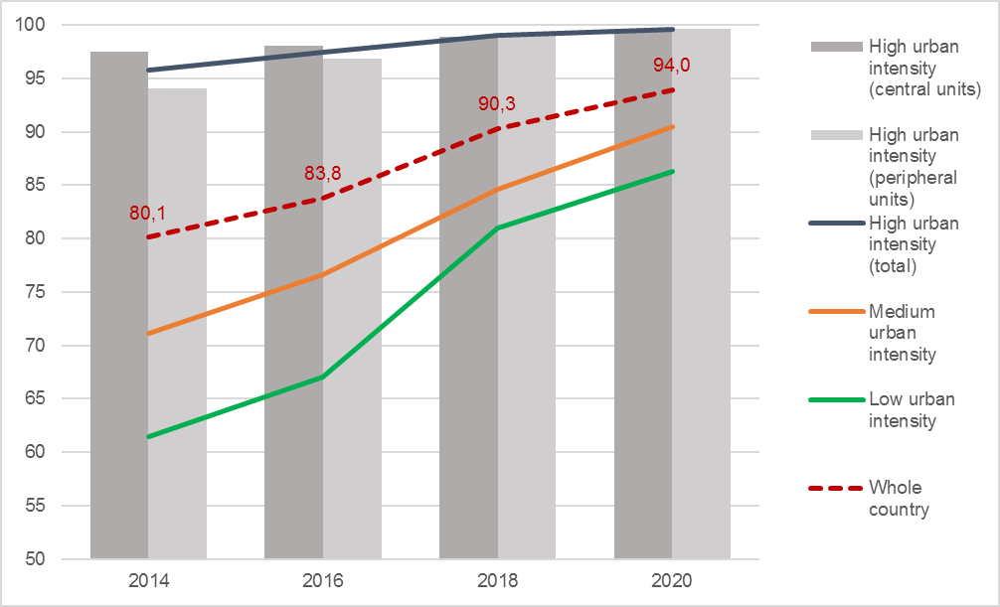 100
95
90
85
80
75
70
65
60
55
50
80,1
83,8
90,3
94,0
2014
2016
2018
2020
High urban
intensity
(central units)
High urban
intensity
(peripheral
units)
High urban
intensity
(total)
Medium
urban
intensity
Low urban
intensity
Whole
country